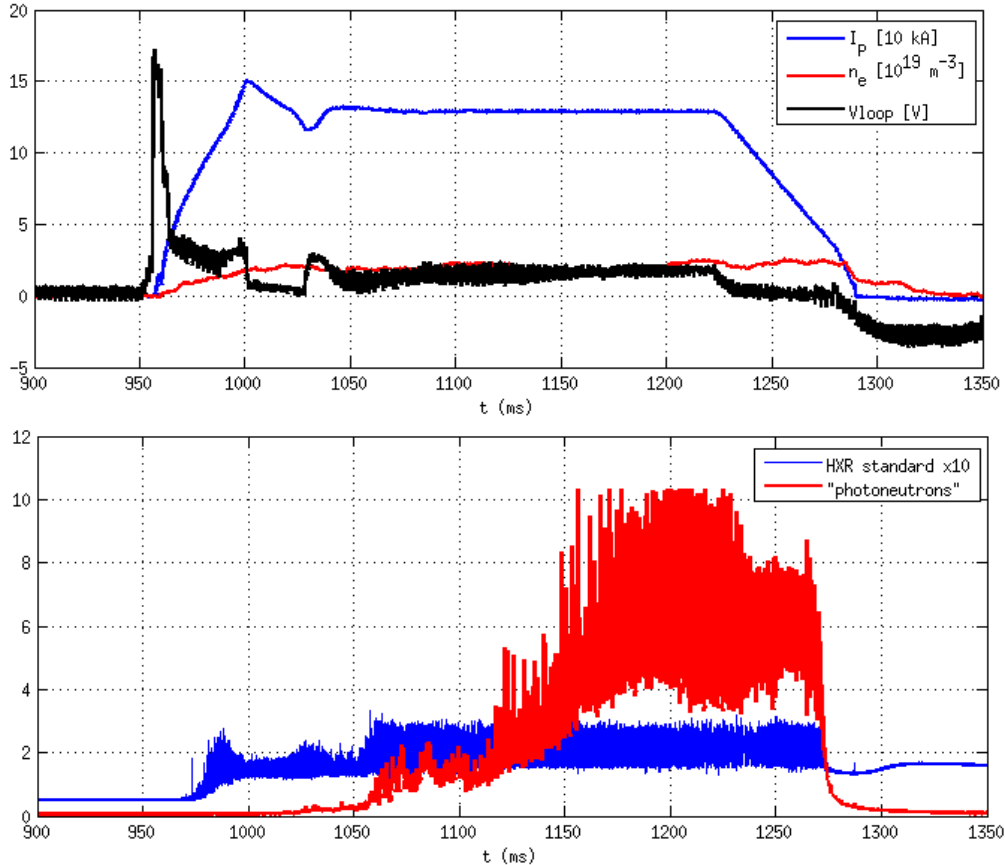 20
15
10
5
0
-5
I_p [10 kA]
n_e [10^19 m^-3]
Vloop [V]
900 950 1000 1050 1100 1150 1200 1250 1300 1350
t (ms)
12
10
8
6
4
2
0
HXR standard x10
"photoneutrons"
900 950 1000 1050 1100 1150 1200 1250 1300 1350
t (ms)